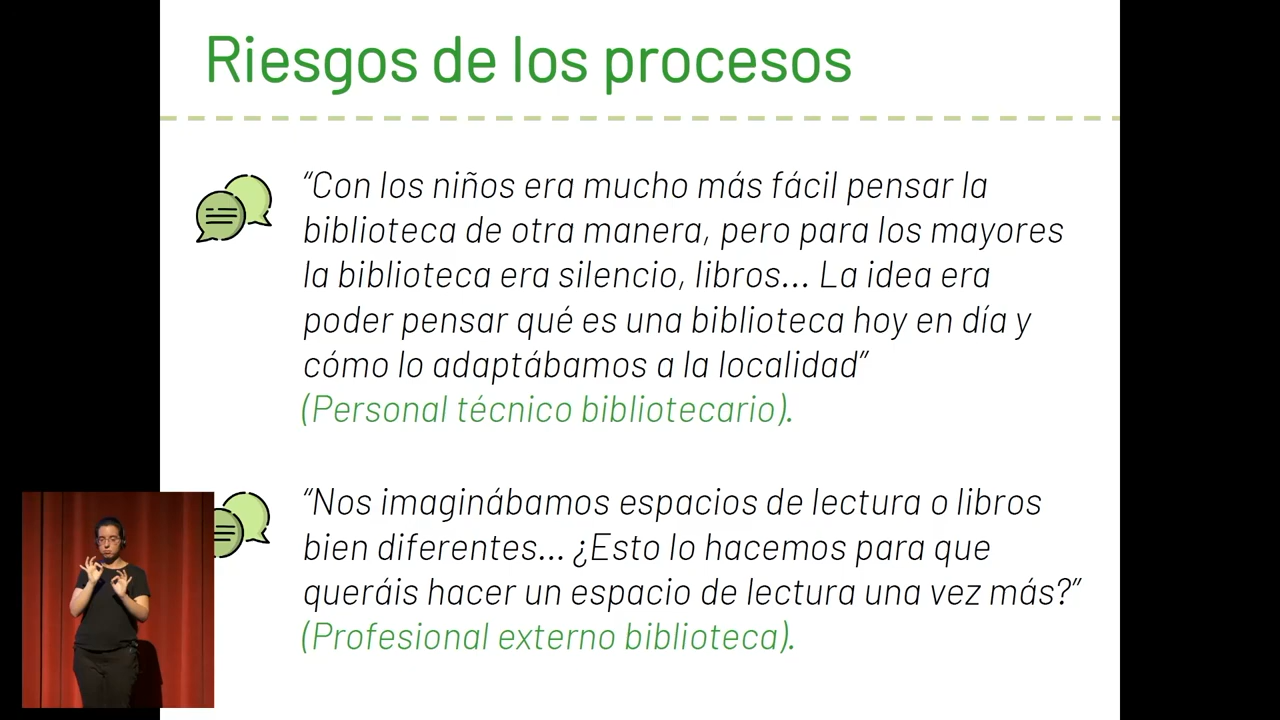 Riesgos de los procesos
“Con los niños era mucho más fácil pensar la
biblioteca de otra manera, pero para los mayores
la biblioteca era silencio, libros... La idea era
poder pensar qué es una biblioteca hoy en día y
cómo lo adaptábamos a la localidad”
(Personal técnico bibliotecario).
“Nos imaginábamos espacios de lectura o libros
bien diferentes... ¿Esto lo hacemos para que
queráis hacer un espacio de lectura una vez más?”
(Profesional externo biblioteca).